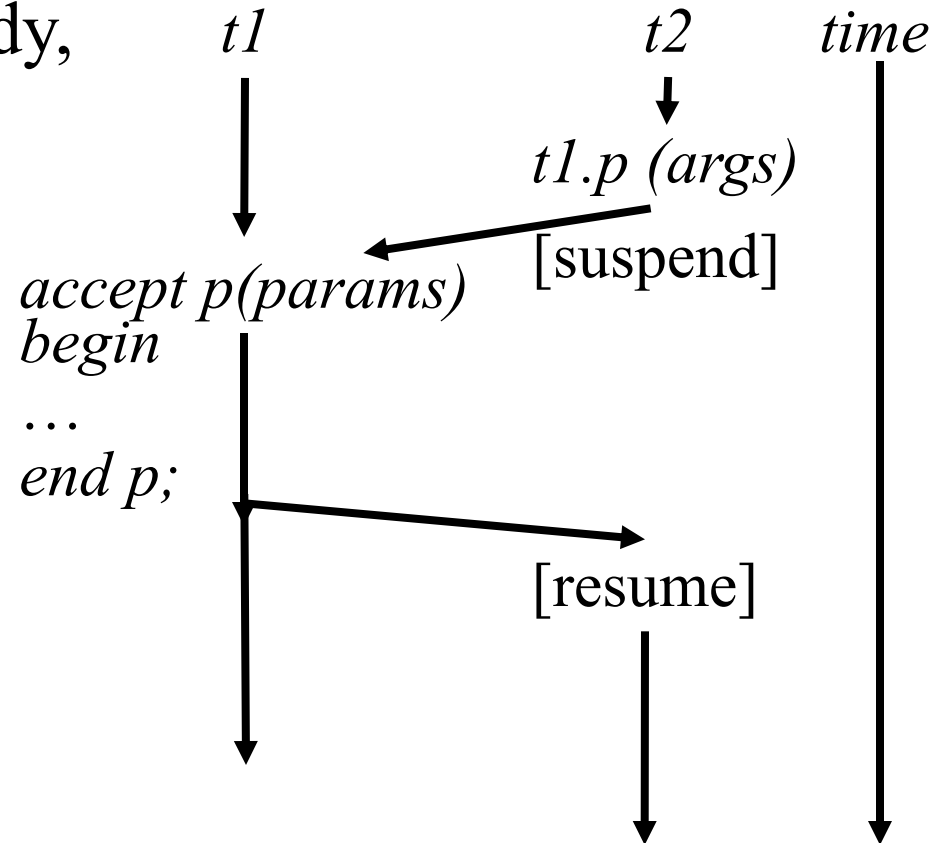 dy, t1 t2 time
t1.p (args)
[suspend]
accept p(params)
begin
…
end p;
[resume]